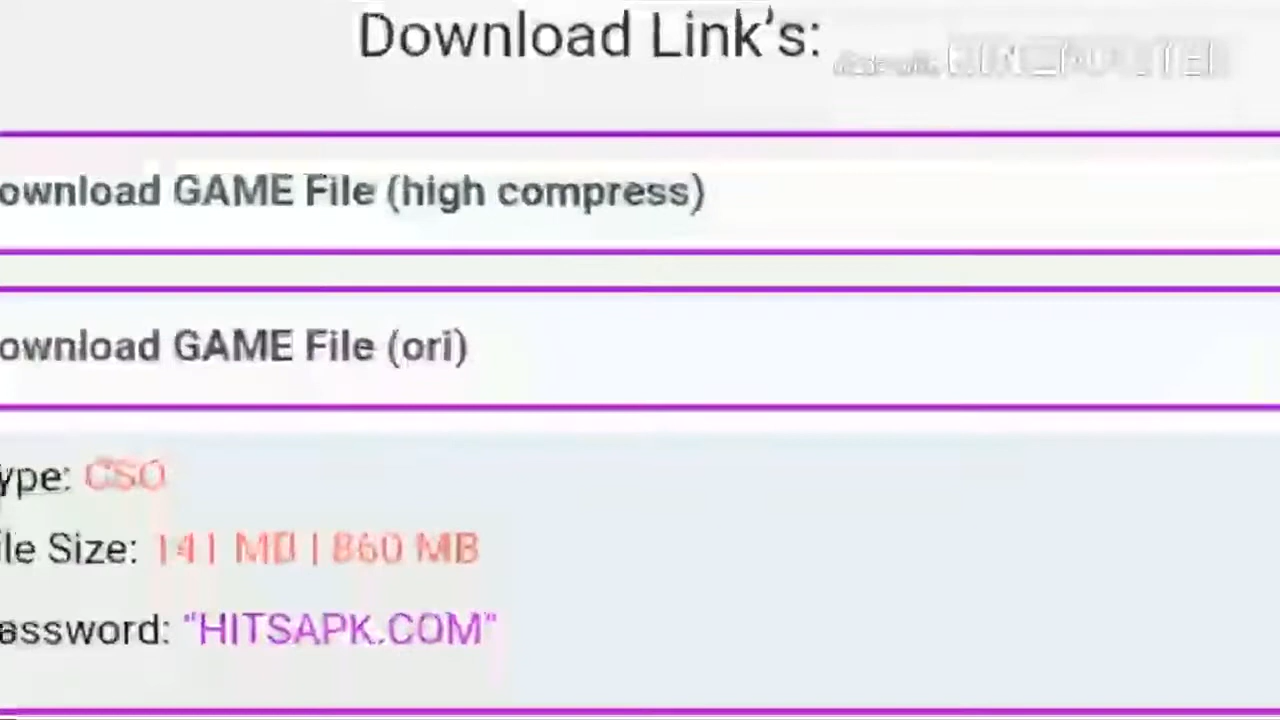 Download Link's:
ownload GAME File (high compress)
ownload GAME File (ori)
ype: CSO
ile Size: 141 MB | 860 MB
assword: "HITSAPK.COM"